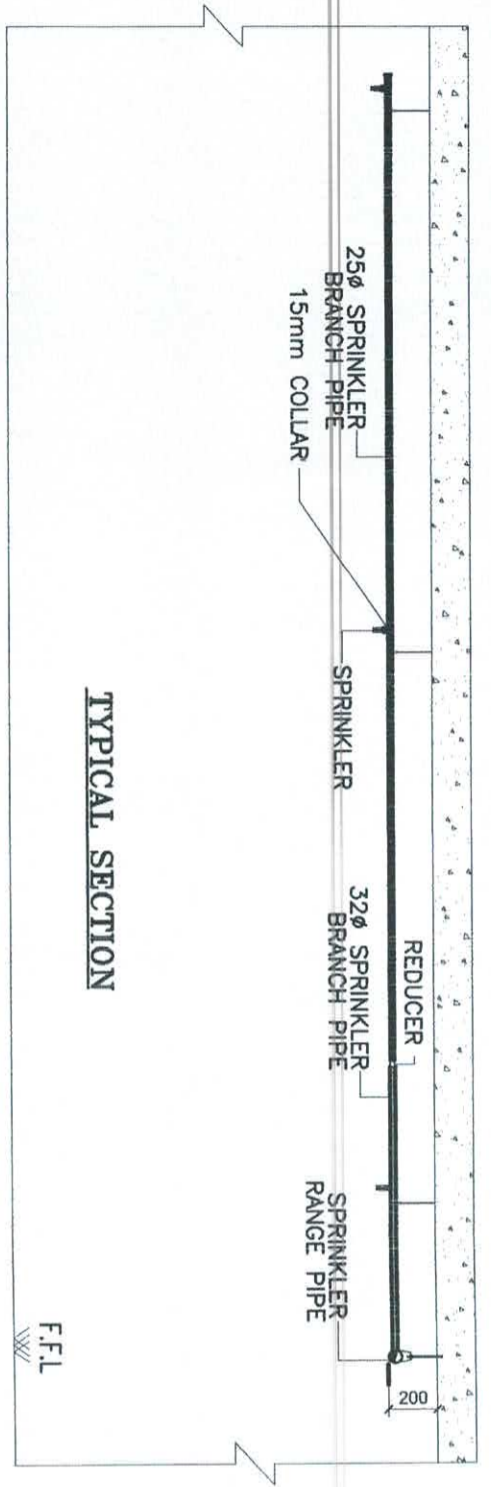 25ø SPRINKLER
BRANCH PIPE
15mm COLLAR
SPRINKLER
REDUCER
32ø SPRINKLER
BRANCH PIPE
SPRINKLER
RANGE PIPE
200
TYPICAL SECTION
F.F.L